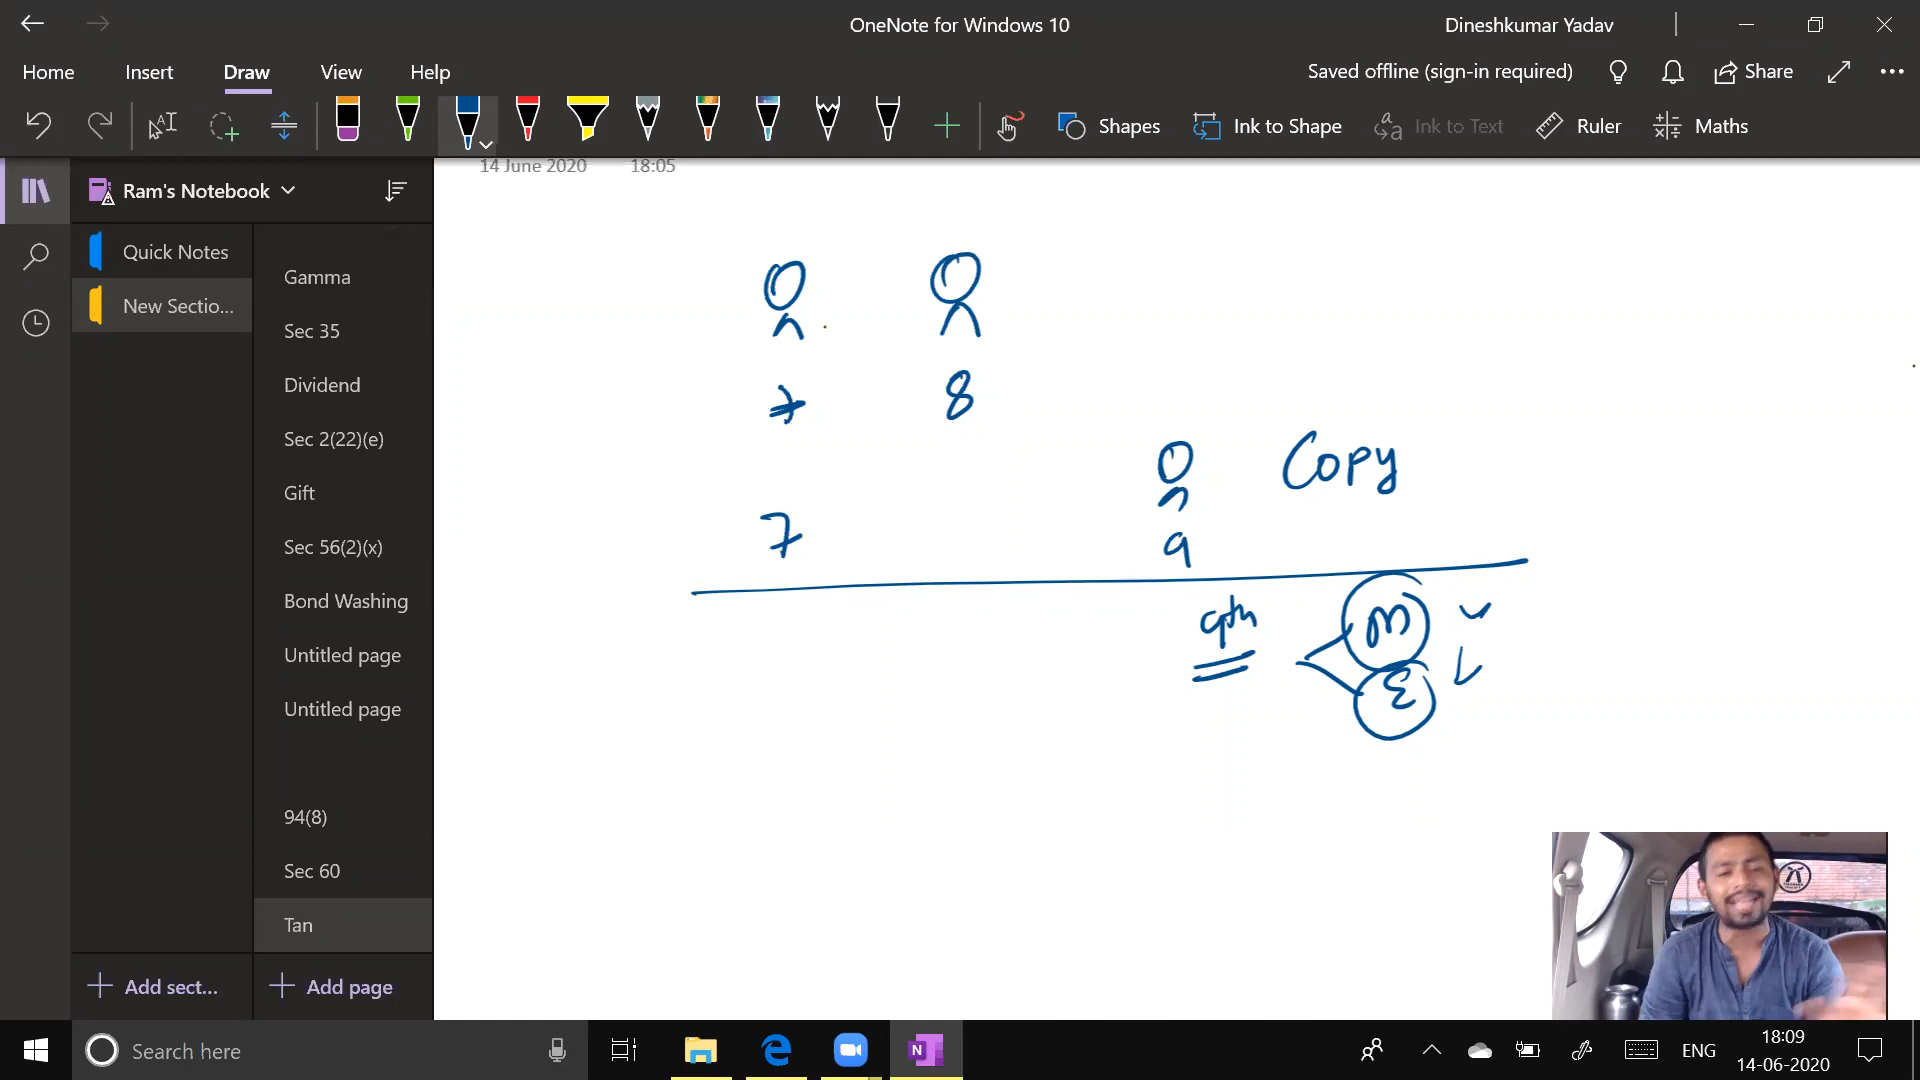 OneNote for Windows 10
Dineshkumar Yadav
Home Insert Draw View Help
Saved offline (sign-in required)
Share
Shapes
Ink to Shape
Ink to Text
Ruler
Maths
14 June 2020 18:05
Ram's Notebook
Quick Notes
New Sectio...
Gamma
Sec 35
Dividend
Sec 2(22)(e)
Gift
Sec 56(2)(x)
Bond Washing
Untitled page
Untitled page
94(8)
Sec 60
Tan
Add sect...
Add page
7 8
Copy
7 9
9th
M
E
Search here
ENG
18:09
14-06-2020